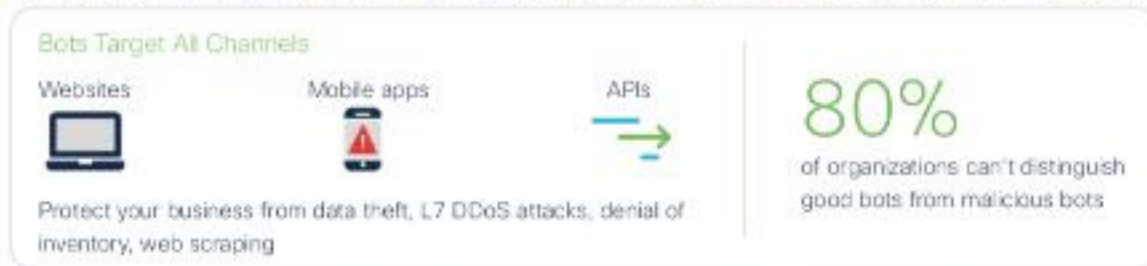 Bots Target All Channels
Websites
Mobile apps
APIs
Protect your business from data theft, L7 DDoS attacks, denial of
inventory, web scraping
80%
of organizations can't distinguish
good bots from malicious bots